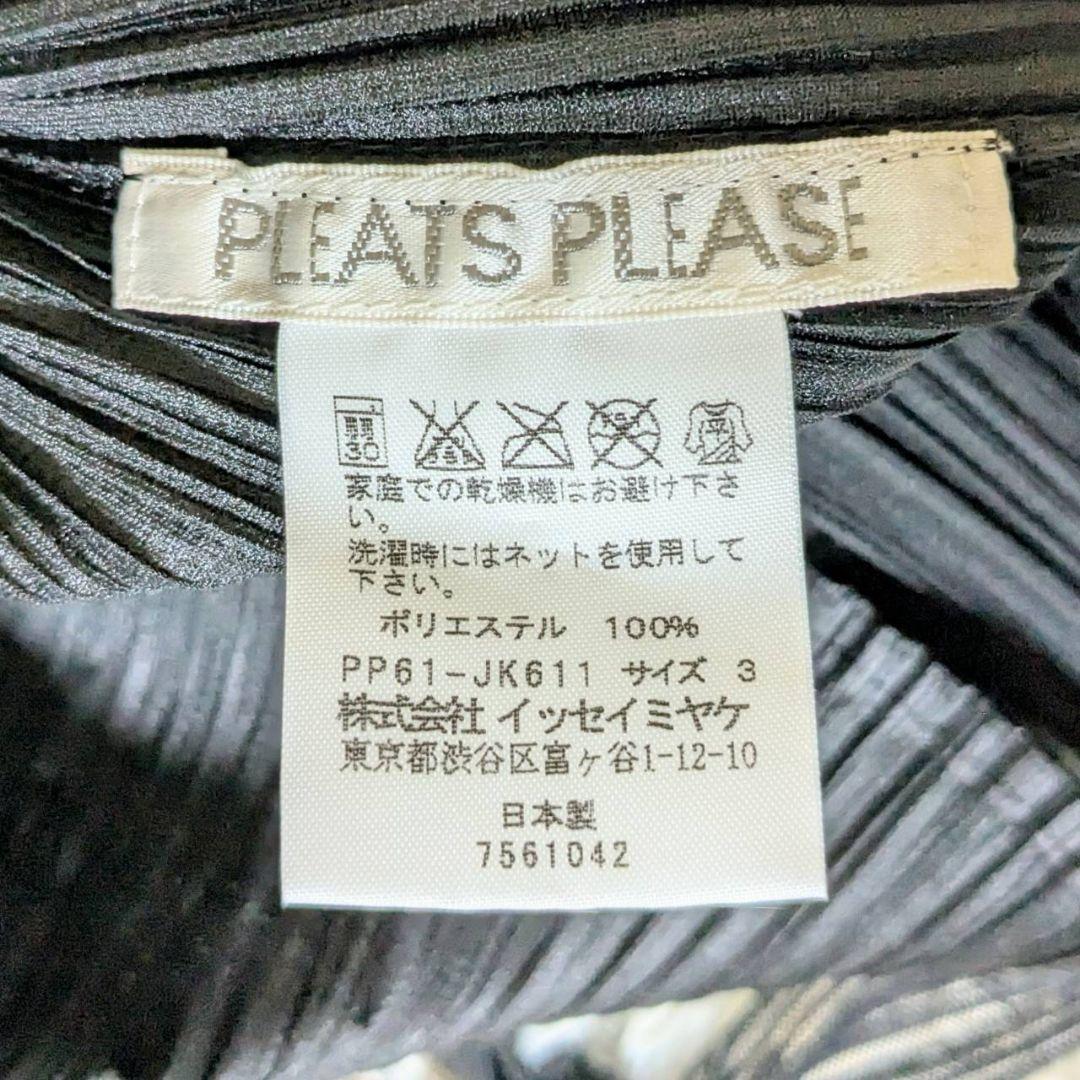 PLEATS PLEASE
弱
30
家庭での乾燥機はお避け下さ
い。
洗濯時にはネットを使用して
下さい。
ポリエステル 100%
PP61-JK611 サイズ 3
株式会社 イッセイミヤケ
東京都渋谷区富ヶ谷1-12-10
日本製
7561042